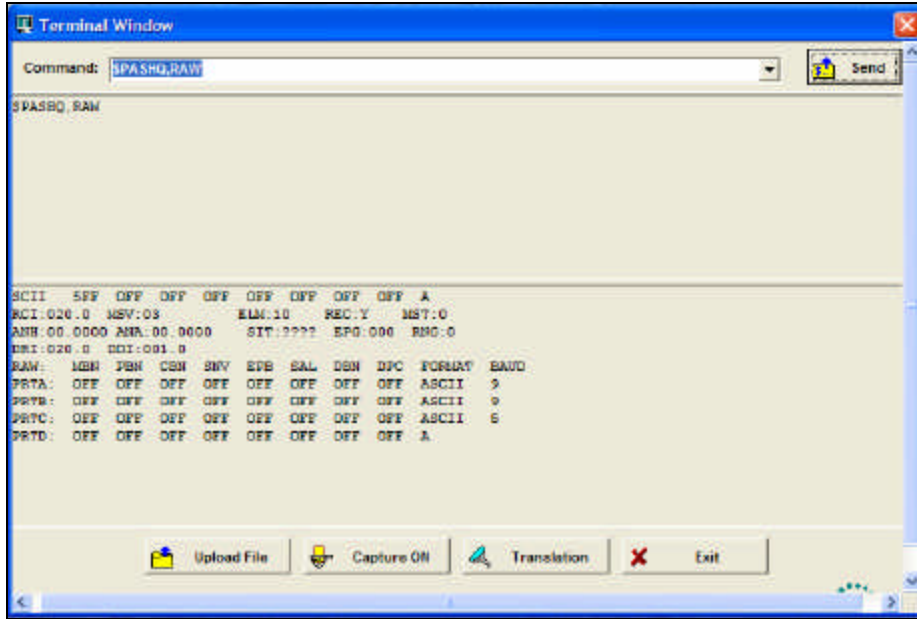 Terminal Window
Command: $PASHQ,RAW Send
$PASHQ,RAW
SCII 5FF OFF OFF OFF OFF OFF OFF OFF A
RCI:020.0 MSV:03 ELM:10 REC:Y MST:0
ANH:00.0000 ANA:00.0000 SIT:???? EPG:000 RNG:0
DRI:020.0 DDI:001.0
RAW: MBN PBN CBN SNV EPB SAL DBN DPC FORMAT BAUD
PRTA: OFF OFF OFF OFF OFF OFF OFF OFF ASCII 9
PRTB: OFF OFF OFF OFF OFF OFF OFF OFF ASCII 9
PRTC: OFF OFF OFF OFF OFF OFF OFF OFF ASCII 6
PRTD: OFF OFF OFF OFF OFF OFF OFF OFF A
Upload File Capture ON Translation Exit